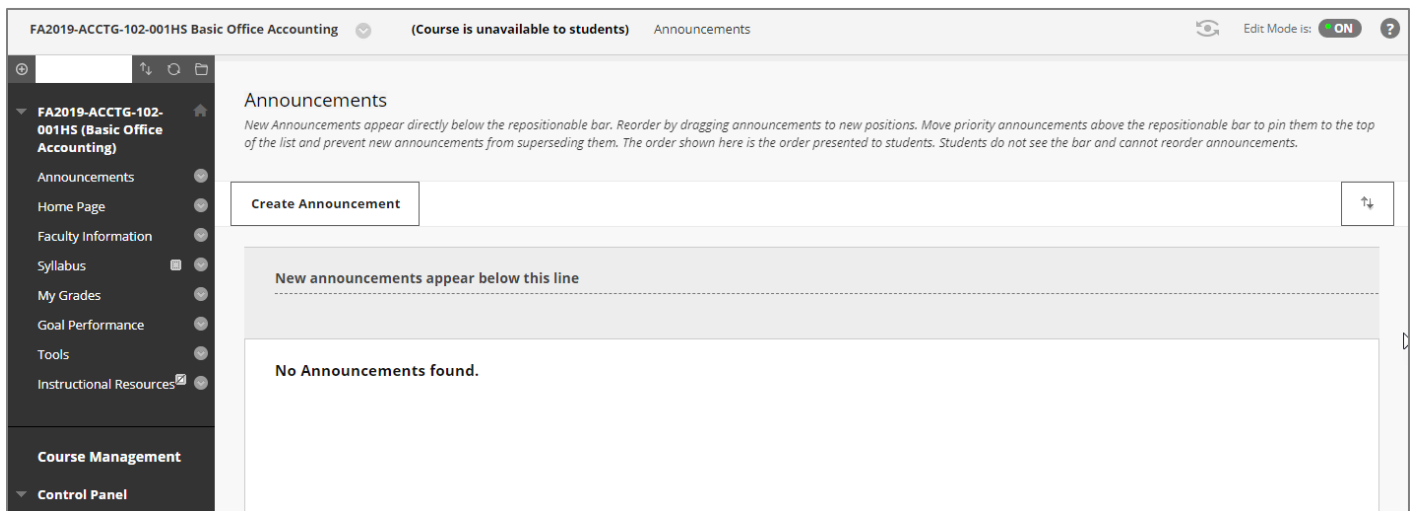 FA2019-ACCTG-102-001HS Basic Office Accounting (Course is unavailable to students) Announcements Edit Mode is: ON ?
FA2019-ACCTG-102-
001HS (Basic Office
Accounting)
Announcements
Home Page
Faculty Information
Syllabus
My Grades
Goal Performance
Tools
Instructional Resources
Course Management
Control Panel
Announcements
New Announcements appear directly below the repositionable bar. Reorder by dragging announcements to new positions. Move priority announcements above the repositionable bar to pin them to the top
of the list and prevent new announcements from superseding them. The order shown here is the order presented to students. Students do not see the bar and cannot reorder announcements.
Create Announcement
New announcements appear below this line
No Announcements found.